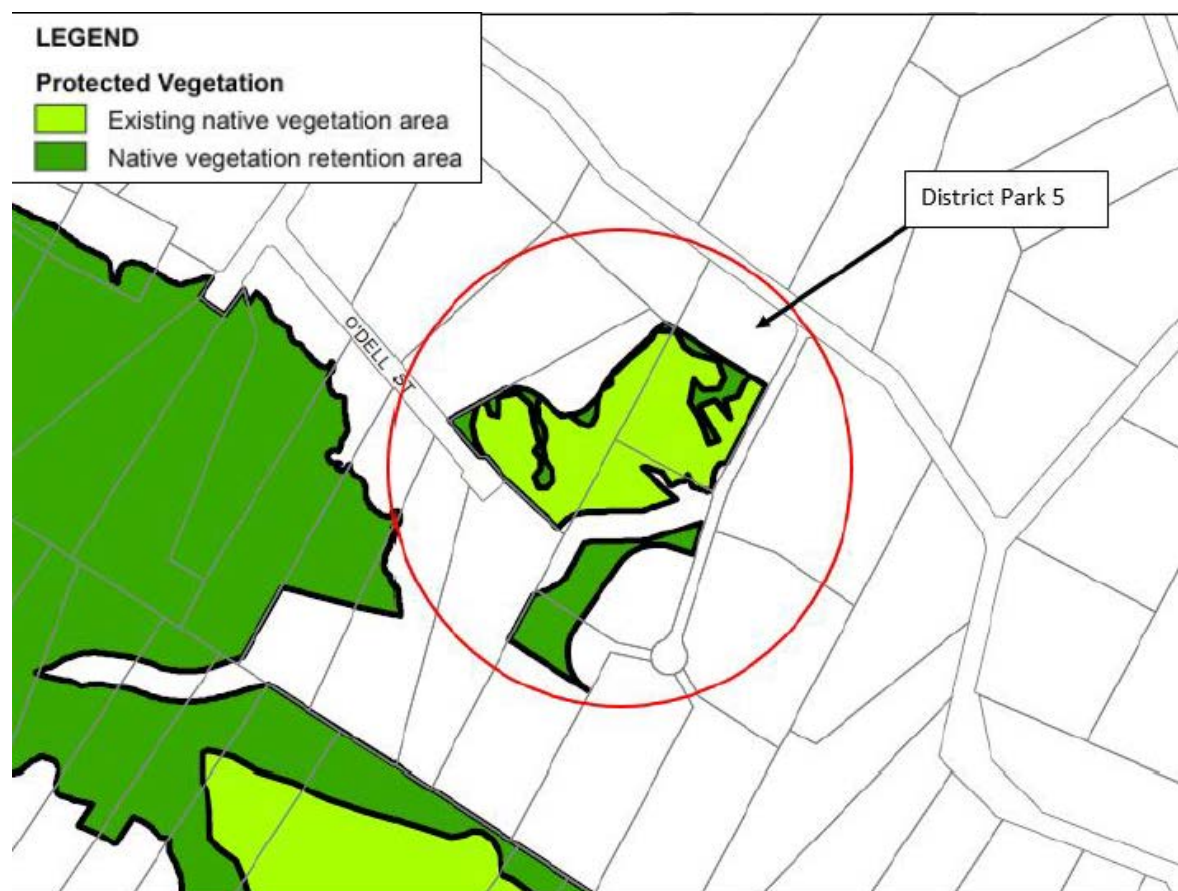 LEGEND
Protected Vegetation
Existing native vegetation area
Native vegetation retention area
District Park 5
O'DELL ST